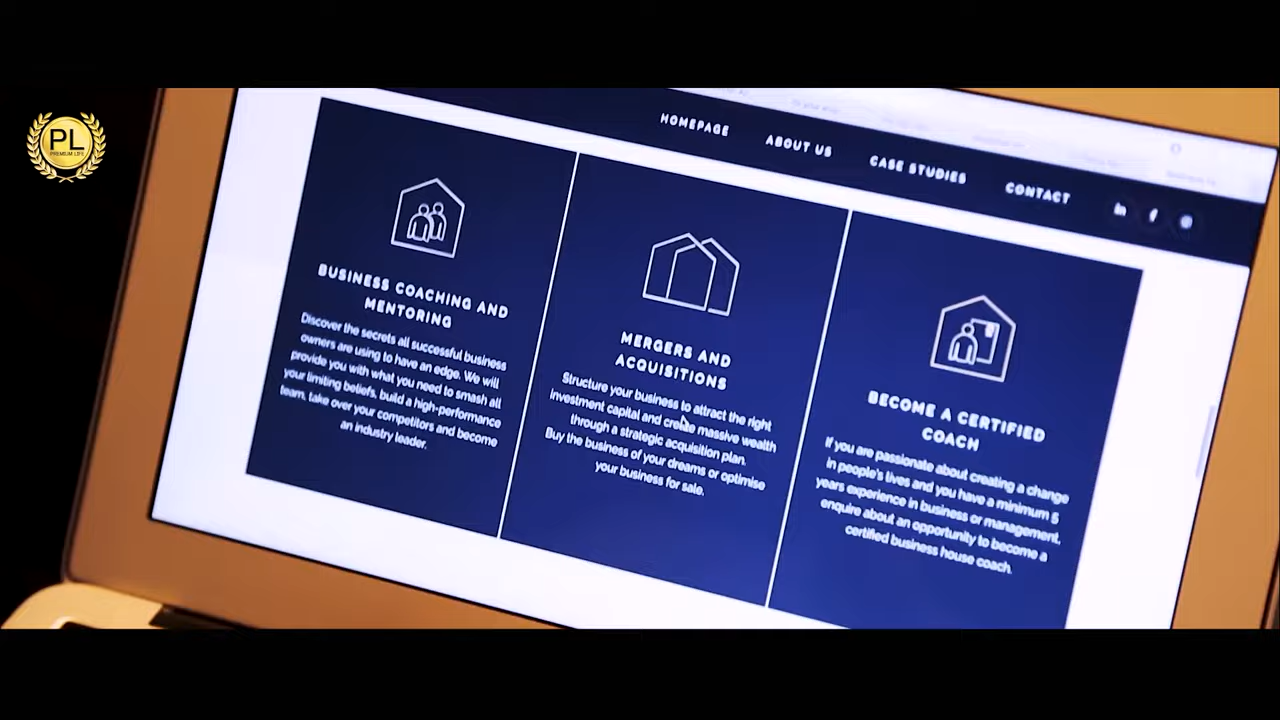 PL
PREMIUM LIFE
HOMEPAGE
ABOUT US
CASE STUDIES
CONTACT
in
f
BUSINESS COACHING AND
MENTORING
Discover the secrets all successful business
owners are using to have an edge. We will
provide you with what you need to smash all
your limiting beliefs, build a high-performance
team, take over your competitors and become
an industry leader.
MERGERS AND
ACQUISITIONS
Structure your business to attract the right
investment capital and create massive wealth
through a strategic acquisition plan.
Buy the business of your dreams or optimise
your business for sale.
BECOME A CERTIFIED
COACH
If you are passionate about creating a change
in people's lives and you have a minimum 5
years experience in business or management,
enquire about an opportunity to become a
certified business house coach.